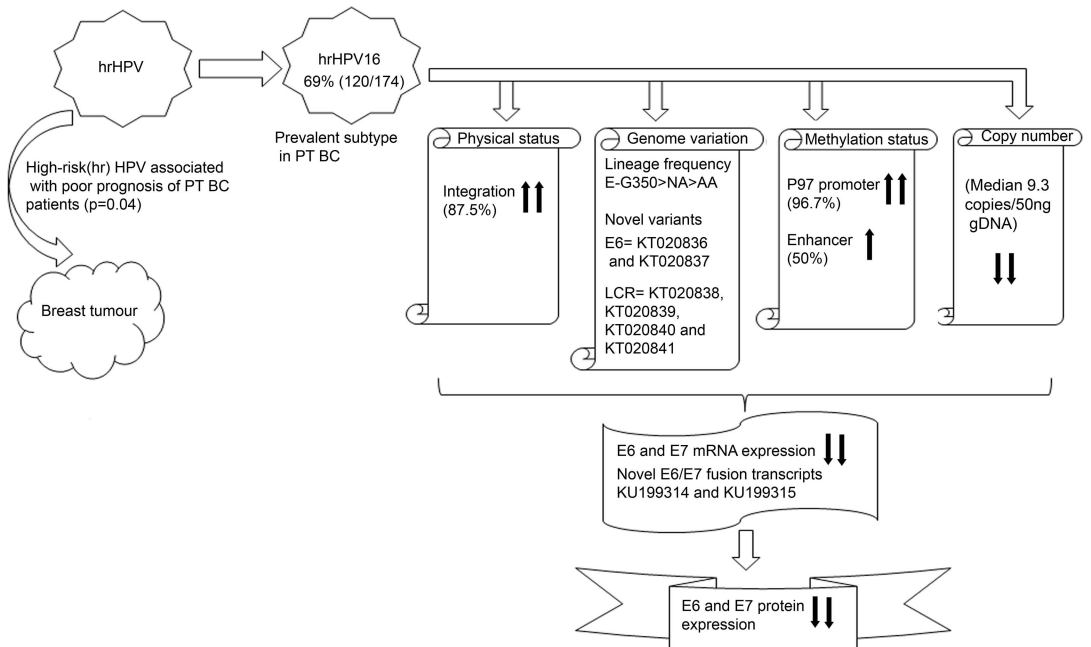 hrHPV
hrHPV16
69% (120/174)
Prevalent subtype
in PT BC
High-risk(hr) HPV associated
with poor prognosis of PT BC
patients (p=0.04)
Breast tumour
Physical status
Integration
(87.5%)
Genome variation
Lineage frequency
E-G350>NA>AA
Novel variants
E6= KT020836
and KT020837
LCR= KT020838,
KT020839,
KT020840 and
KT020841
Methylation status
P97 promoter
(96.7%)
Enhancer
(50%)
Copy number
(Median 9.3
copies/50ng
gDNA)
E6 and E7 mRNA expression
Novel E6/E7 fusion transcripts
KU199314 and KU199315
E6 and E7 protein
expression